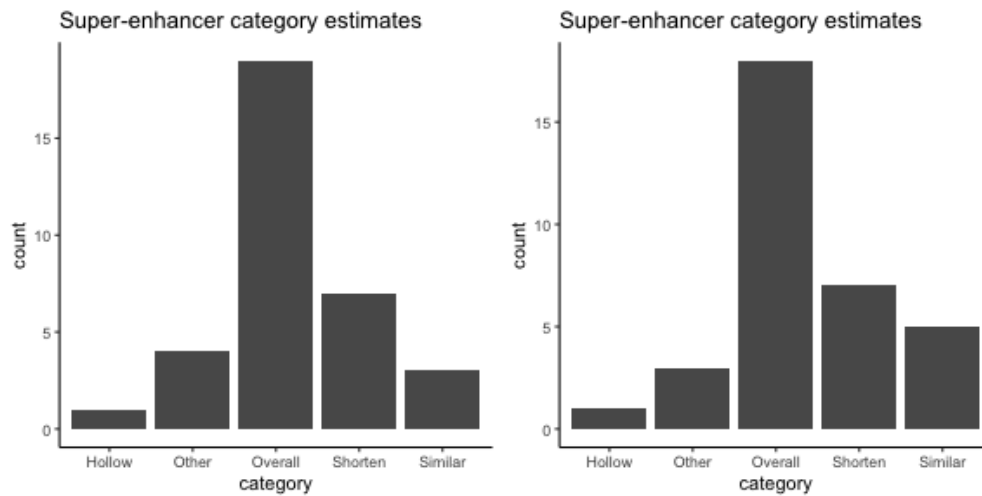 Super-enhancer category estimates
15
10
5
0
count
Hollow Other Overall Shorten Similar
category
Super-enhancer category estimates
15
10
5
0
count
Hollow Other Overall Shorten Similar
category